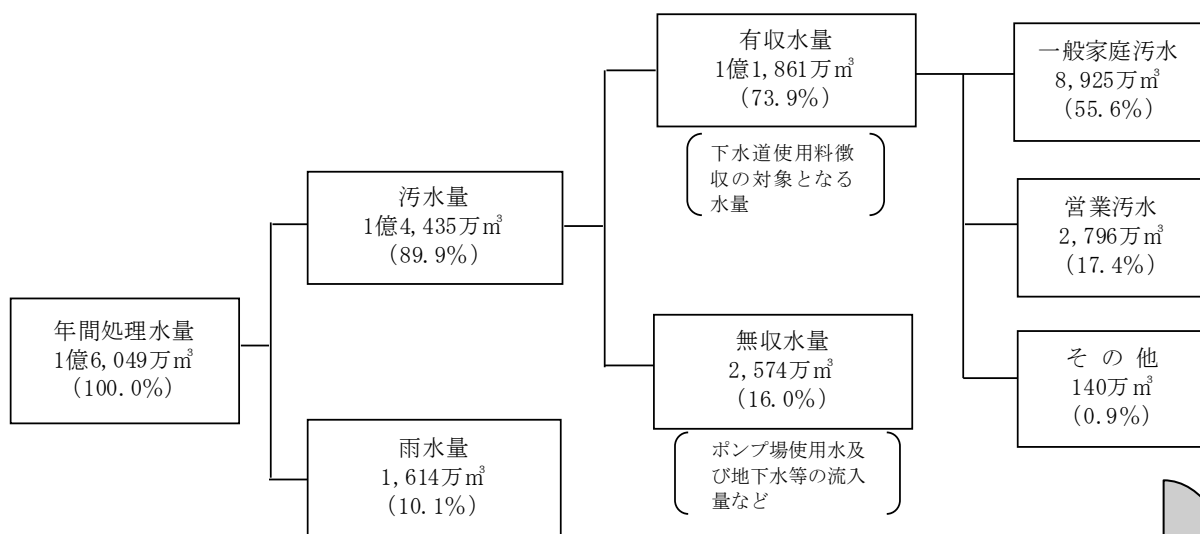 年間処理水量
1億6,049万㎥
(100.0%)
汚水量
1億4,435万㎥
(89.9%)
雨水量
1,614万㎥
(10.1%)
有収水量
1億1,861万㎥
(73.9%)
下水道使用料徴
収の対象となる
水量
無収水量
2,574万㎥
(16.0%)
ポンプ場使用水及
び地下水等の流入
量など
一般家庭汚水
8,925万㎥
(55.6%)
営業汚水
2,796万㎥
(17.4%)
そ の 他
140万㎥
(0.9%)